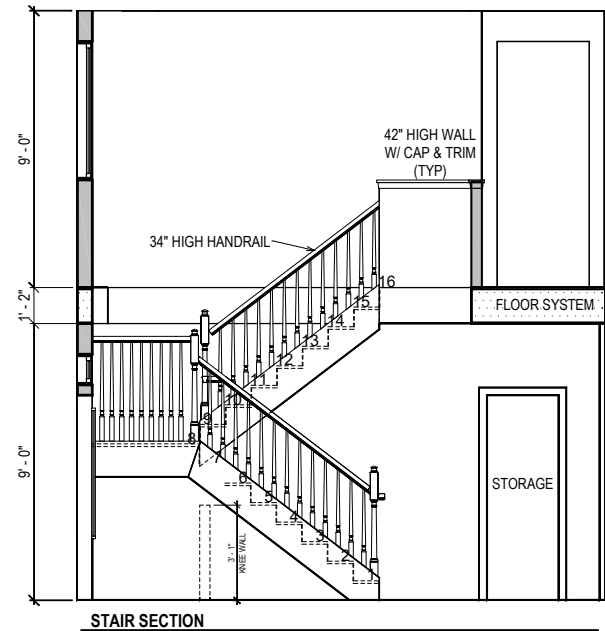 9' - 0"
42" HIGH WALL
W/ CAP & TRIM
(TYP)
34" HIGH HANDRAIL
16
15
14
13
12
11
10
9
1' - 2"
FLOOR SYSTEM
8
7
6
5
4
3
2
1
9' - 0"
3' - 1"
KNEE WALL
STORAGE
STAIR SECTION